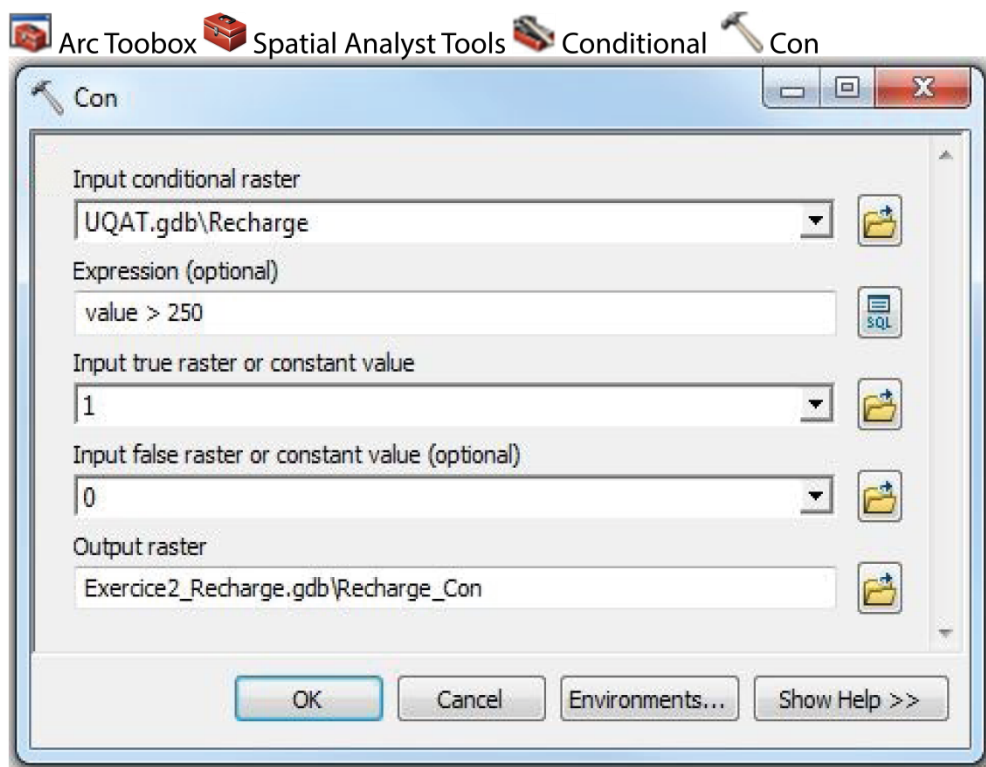 Arc Toobox Spatial Analyst Tools Conditional Con
Con
Input conditional raster
UQAT.gdb\Recharge
Expression (optional)
value > 250
SQL
Input true raster or constant value
1
Input false raster or constant value (optional)
0
Output raster
Exercice2_Recharge.gdb\Recharge_Con
OK Cancel Environments... Show Help >>